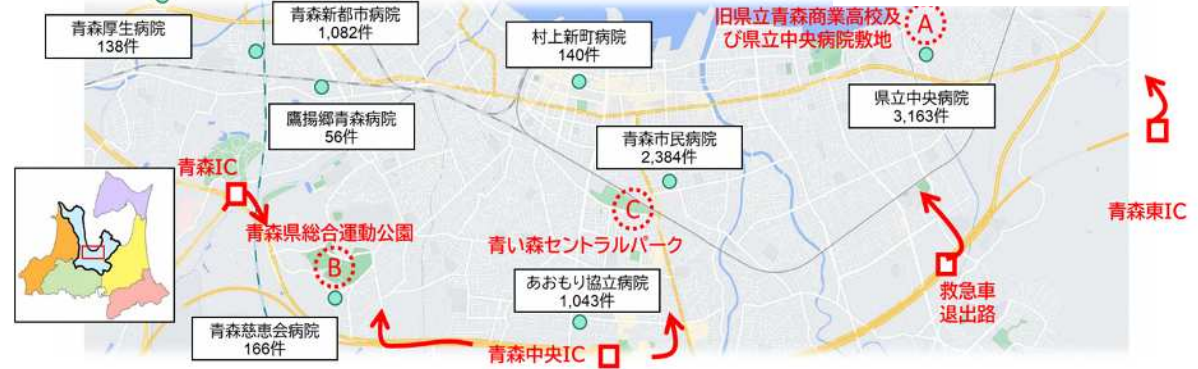 青森厚生病院
138件
青森新都市病院
1,082件
村上新町病院
140件
旧県立青森商業高校及
び県立中央病院敷地
A
県立中央病院
3,163件
鷹揚郷青森病院
56件
青森市民病院
2,384件
青森IC
青森県総合運動公園
B
C
青い森セントラルパーク
青森東IC
あおもり協立病院
1,043件
救急車
退出路
青森慈恵会病院
166件
青森中央IC